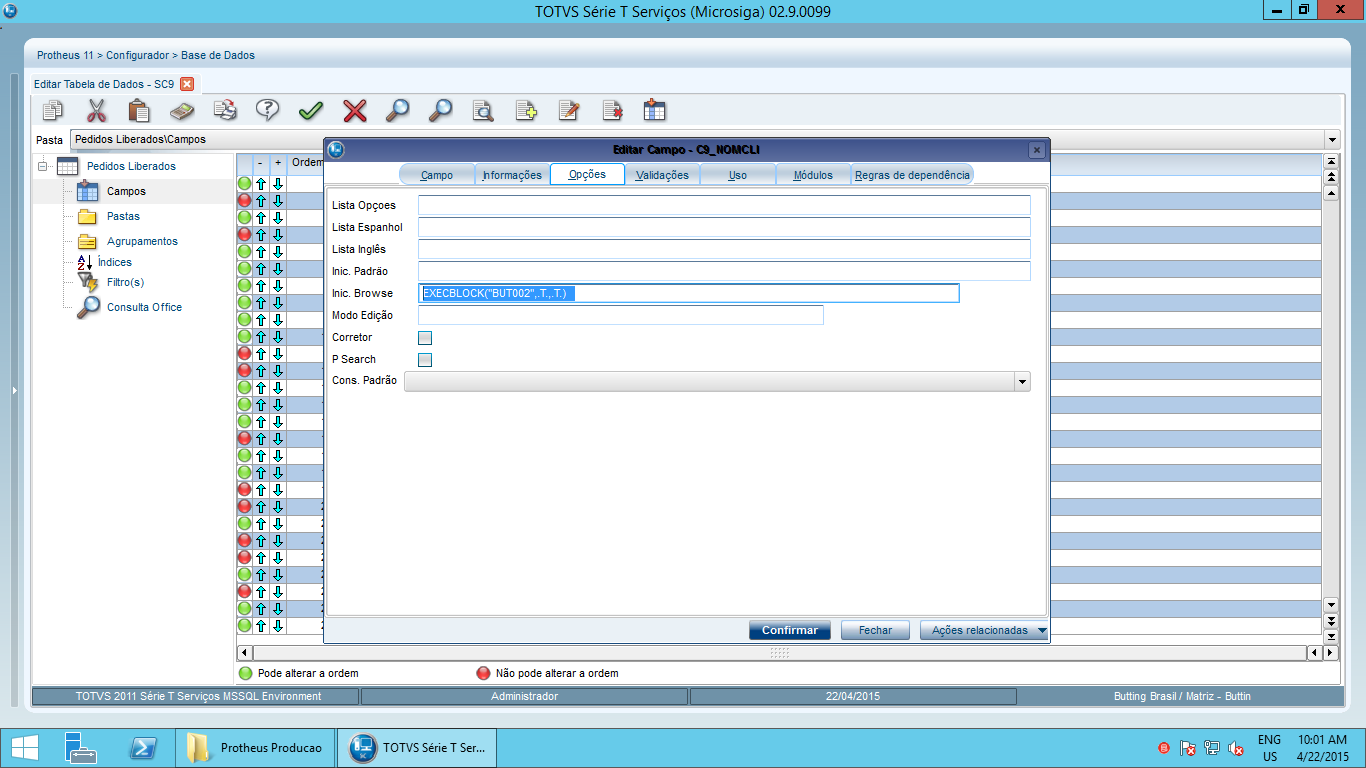 TOTVS Série T Serviços (Microsiga) 02.9.0099
Protheus 11 > Configurador > Base de Dados
Editar Tabela de Dados - SC9
Pasta
Pedidos Liberados\Campos
Pedidos Liberados
Campos
Pastas
Agrupamentos
Índices
Filtro(s)
Consulta Office
- + Ordem
Editar Campo - C9_NOMCLI
Campo Informações Opções Validações Uso Módulos Regras de dependência
Lista Opçoes
Lista Espanhol
Lista Inglês
Inic. Padrão
Inic. Browse EXECBLOCK("BUT002",.T.,.T.)
Modo Edição
Corretor
P Search
Cons. Padrão
Confirmar Fechar Ações relacionadas
Pode alterar a ordem Não pode alterar a ordem
TOTVS 2011 Série T Serviços MSSQL Environment Administrador 22/04/2015 Butting Brasil / Matriz - Buttin
Protheus Producao TOTVS Série T Ser...
ENG 10:01 AM
US 4/22/2015